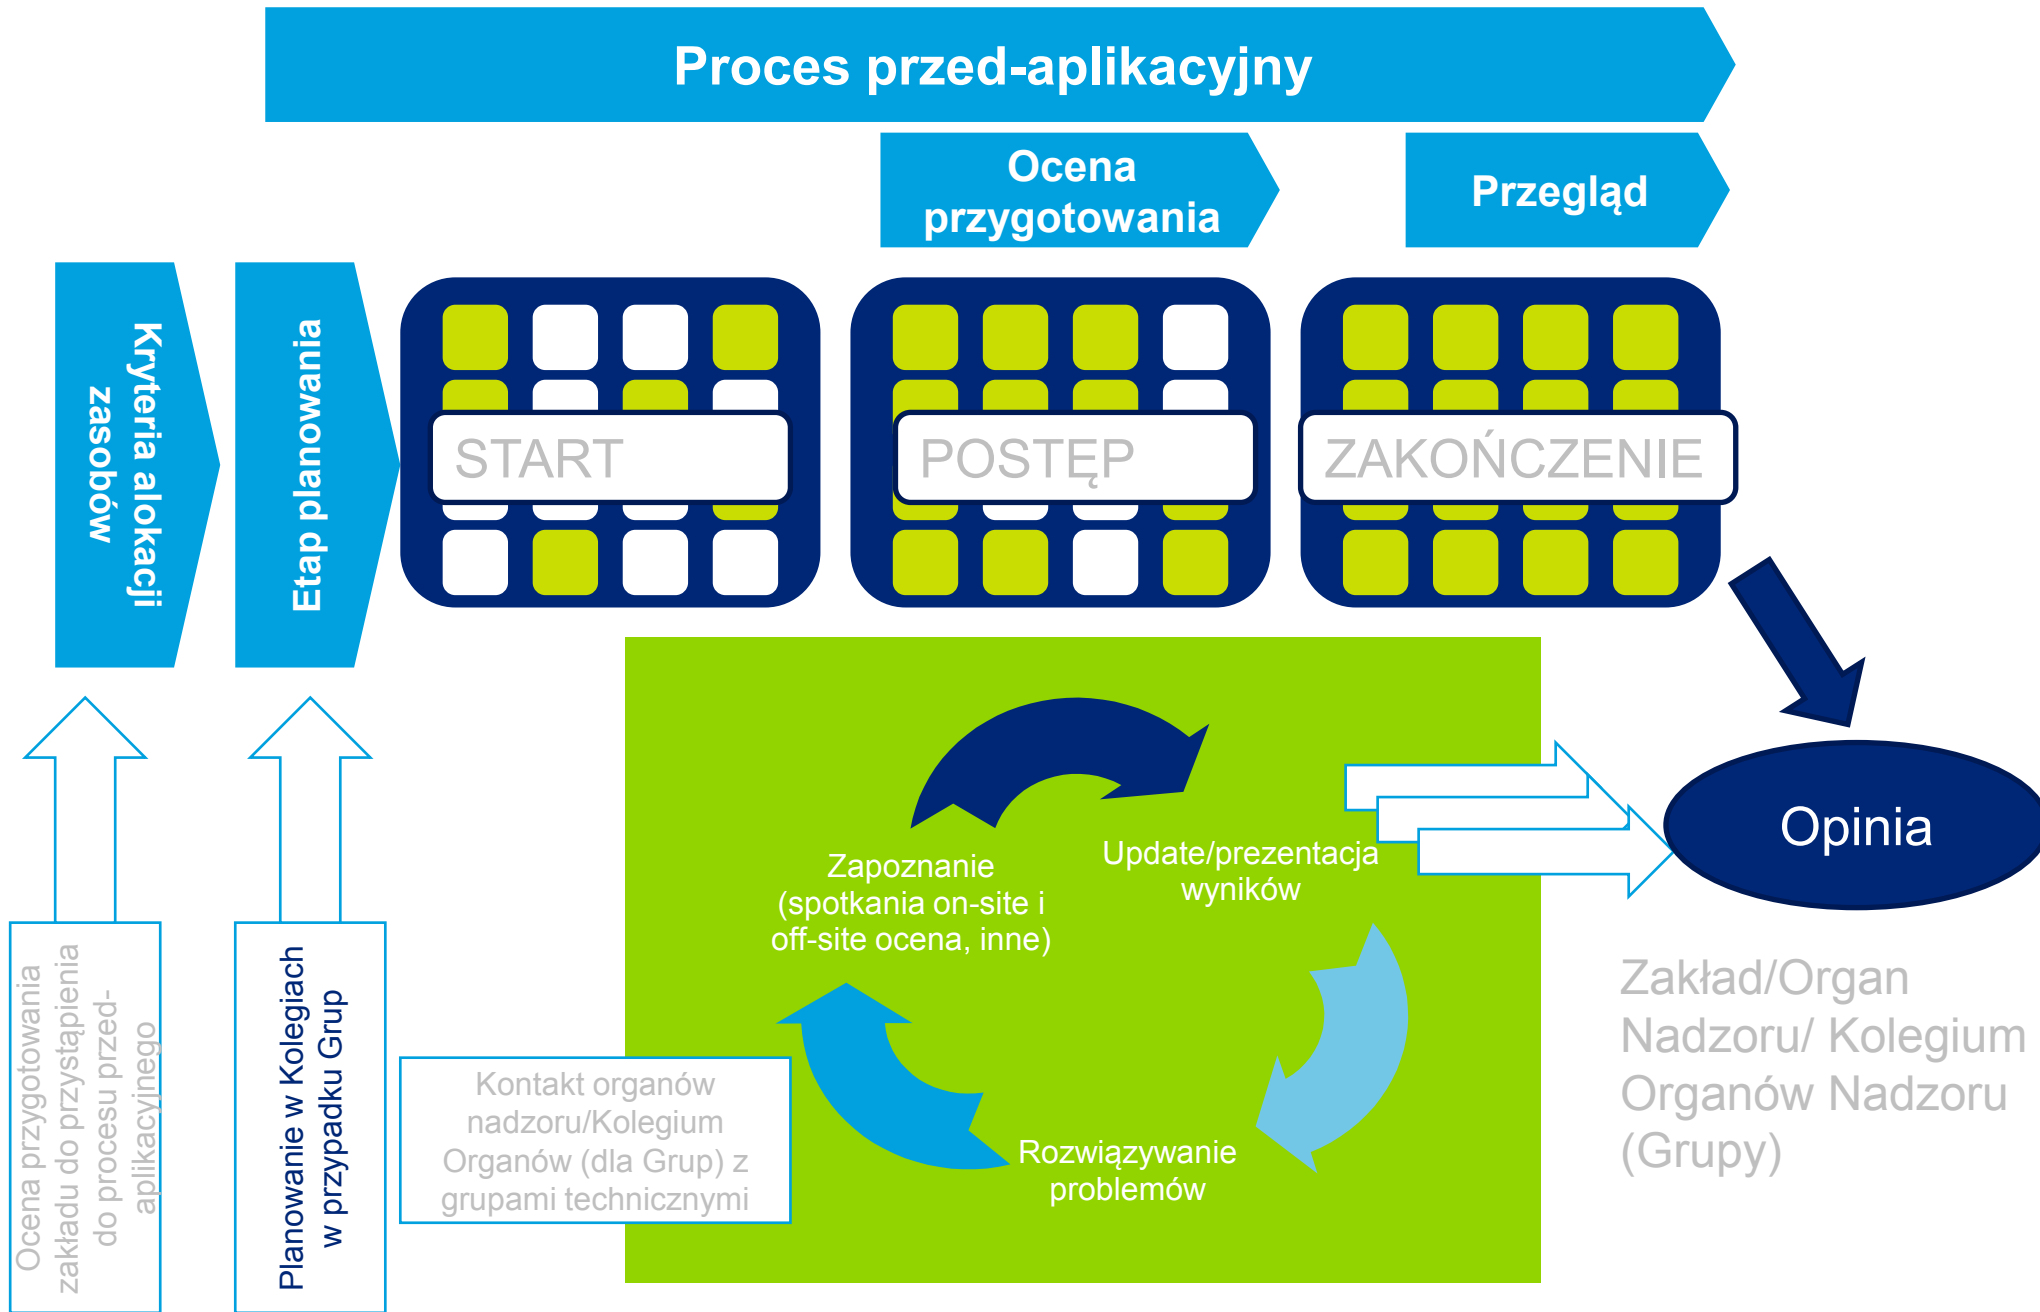 Proces przed-aplikacyjny
Ocena
przygotowania
Przegląd
Kryteria alokacji
zasobów
Etap planowania
START
POSTĘP
ZAKOŃCZENIE
Zapoznanie
(spotkania on-site i
off-site ocena, inne)
Update/prezentacja
wyników
Rozwiązywanie
problemów
Opinia
Ocena przygotowania
zakładu do przystąpienia
do procesu przed-
aplikacyjnego
Planowanie w Kolegiach
w przypadku Grup
Kontakt organów
nadzoru/Kolegium
Organów (dla Grup) z
grupami technicznymi
Zakład/Organ
Nadzoru/ Kolegium
Organów Nadzoru
(Grupy)